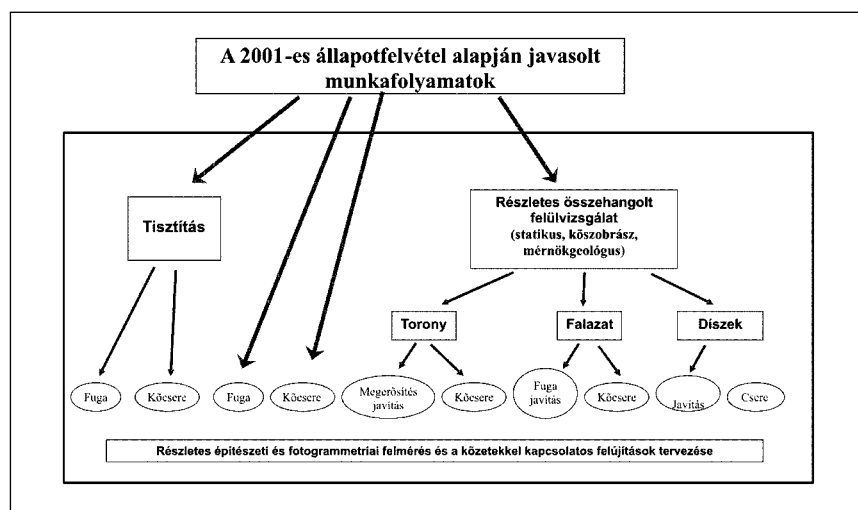 A 2001-es állapotfelvétel alapján javasolt
munkafolyamatok
Tisztítás
Részletes összehangolt
felülvizsgálat
(statikus, kőszobrász,
mérnökgeológus)
Torony
Falazat
Díszek
Fuga
Kőcsere
Fuga
Kőcsere
Megerősítés
javítás
Kőcsere
Fuga
javítás
Kőcsere
Javítás
Csere
Részletes építészeti és fotogrammetriai felmérés és a kőzetekkel kapcsolatos felújítások tervezése